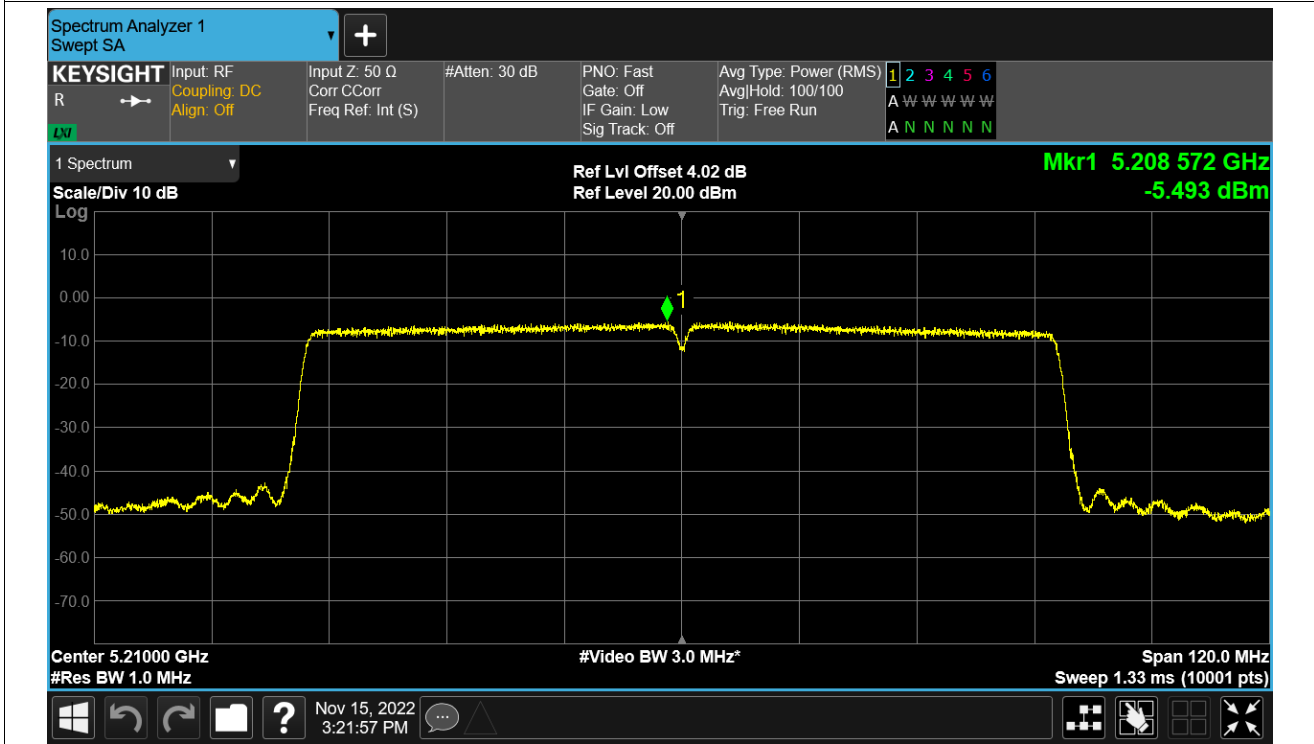 Spectrum Analyzer 1
Swept SA
▼
+
KEYSIGHT Input: RF Input Z: 50 Ω #Atten: 30 dB PNO: Fast Avg Type: Power (RMS) 1 2 3 4 5 6
R Coupling: DC Corr CCorr Gate: Off Avg|Hold: 100/100 A W W W W W
Align: Off Freq Ref: Int (S) IF Gain: Low Trig: Free Run
LXI Sig Track: Off A N N N N N
1 Spectrum ▼ Ref Lvl Offset 4.02 dB Mkr1 5.208 572 GHz
Scale/Div 10 dB Ref Level 20.00 dBm -5.493 dBm
Log
10.0
0.00
1
-10.0
-20.0
-30.0
-40.0
-50.0
-60.0
-70.0
Center 5.21000 GHz #Video BW 3.0 MHz* Span 120.0 MHz
#Res BW 1.0 MHz Sweep 1.33 ms (10001 pts)
? Nov 15, 2022
3:21:57 PM